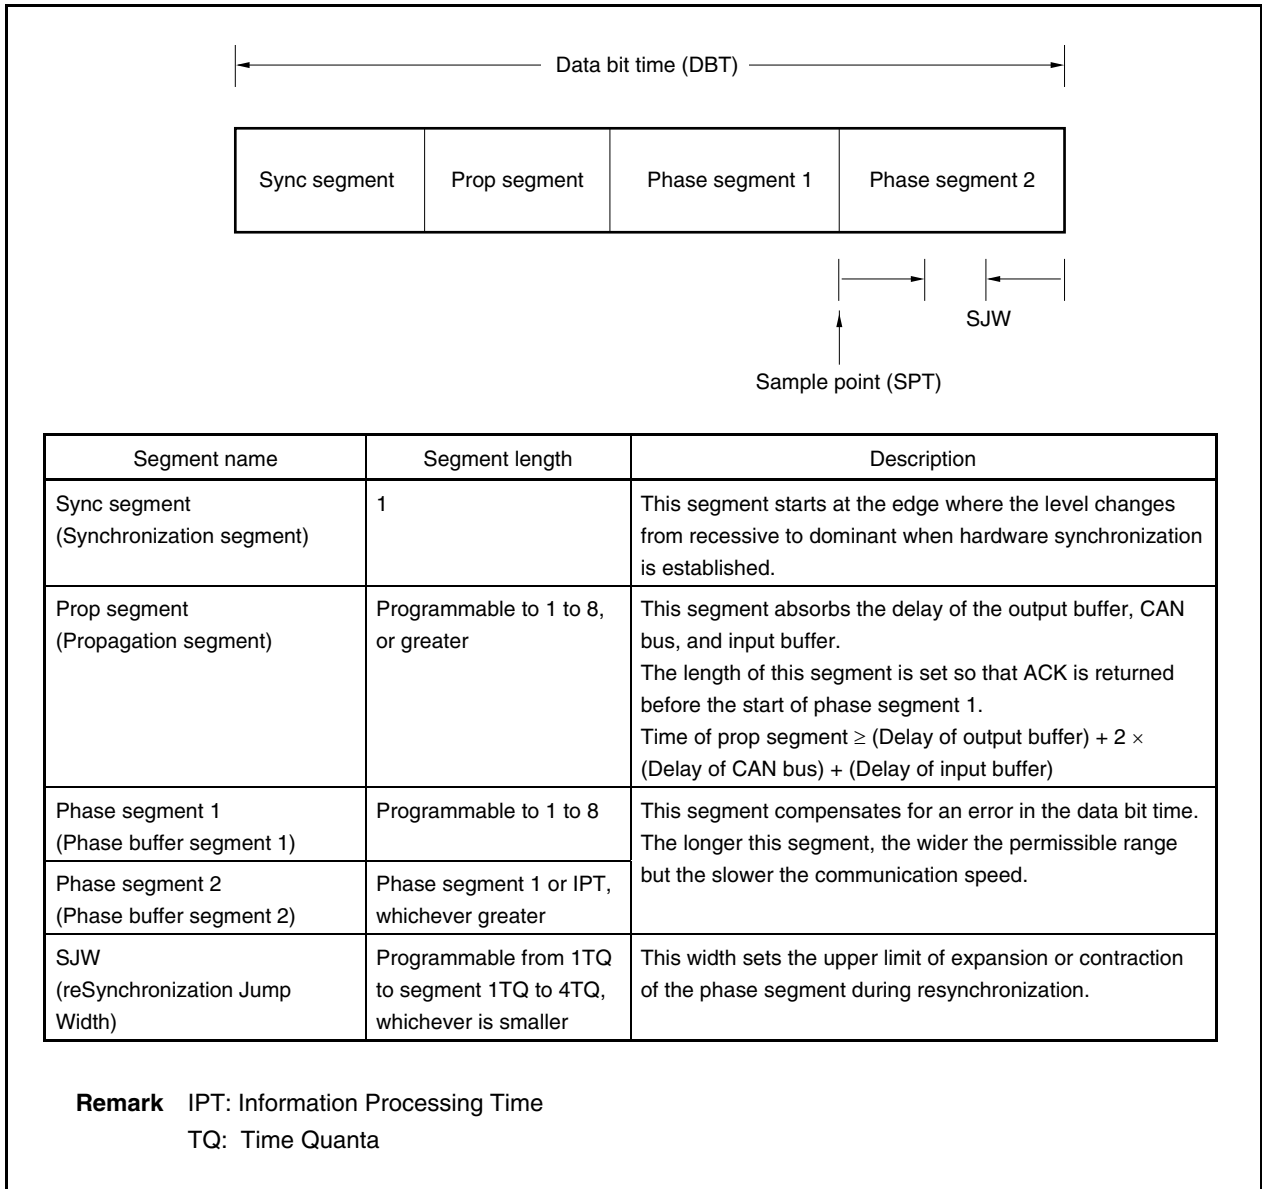 Data bit time (DBT)
Sync segment
Prop segment
Phase segment 1
Phase segment 2
SJW
Sample point (SPT)
Segment name
Segment length
Description
Sync segment
(Synchronization segment)
1
This segment starts at the edge where the level changes
from recessive to dominant when hardware synchronization
is established.
Prop segment
(Propagation segment)
Programmable to 1 to 8,
or greater
This segment absorbs the delay of the output buffer, CAN
bus, and input buffer.
The length of this segment is set so that ACK is returned
before the start of phase segment 1.
Time of prop segment ≥ (Delay of output buffer) + 2 ×
(Delay of CAN bus) + (Delay of input buffer)
Phase segment 1
(Phase buffer segment 1)
Programmable to 1 to 8
This segment compensates for an error in the data bit time.
The longer this segment, the wider the permissible range
but the slower the communication speed.
Phase segment 2
(Phase buffer segment 2)
Phase segment 1 or IPT,
whichever greater
SJW
(reSynchronization Jump
Width)
Programmable from 1TQ
to segment 1TQ to 4TQ,
whichever is smaller
This width sets the upper limit of expansion or contraction
of the phase segment during resynchronization.
Remark IPT: Information Processing Time
TQ: Time Quanta